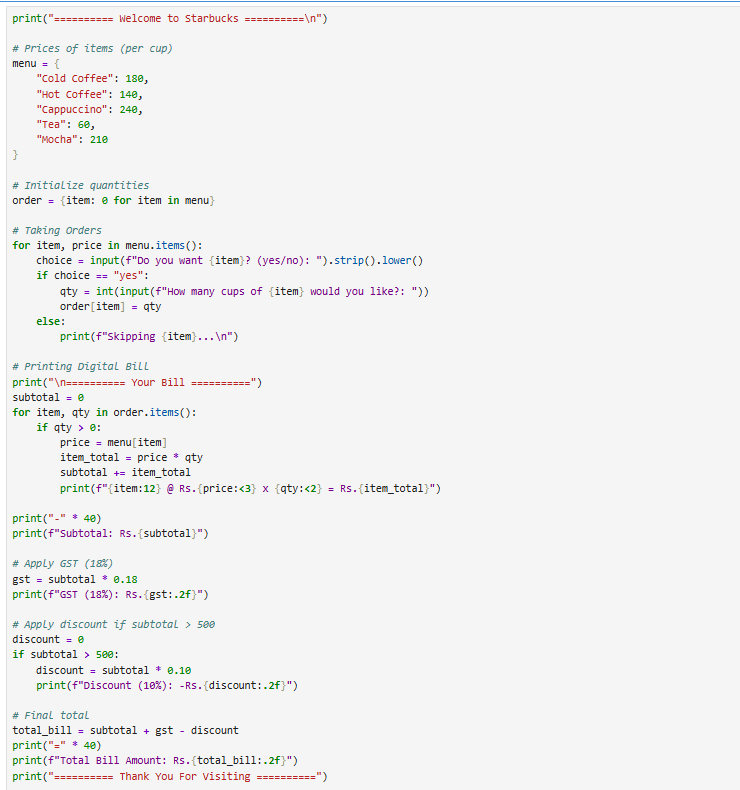 print("========== Welcome to Starbucks ==========\n")

# Prices of items (per cup)
menu = {
    "Cold Coffee": 180,
    "Hot Coffee": 140,
    "Cappuccino": 240,
    "Tea": 60,
    "Mocha": 210
}

# Initialize quantities
order = {item: 0 for item in menu}

# Taking Orders
for item, price in menu.items():
    choice = input(f"Do you want {item}? (yes/no): ").strip().lower()
    if choice == "yes":
        qty = int(input(f"How many cups of {item} would you like?: "))
        order[item] = qty
    else:
        print(f"Skipping {item}...\n")

# Printing Digital Bill
print("\n========== Your Bill ==========")
subtotal = 0
for item, qty in order.items():
    if qty > 0:
        price = menu[item]
        item_total = price * qty
        subtotal += item_total
        print(f"{item:12} @ Rs.{price:<3} x {qty:<2} = Rs.{item_total}")

print("-" * 40)
print(f"Subtotal: Rs.{subtotal}")

# Apply GST (18%)
gst = subtotal * 0.18
print(f"GST (18%): Rs.{gst:.2f}")

# Apply discount if subtotal > 500
discount = 0
if subtotal > 500:
    discount = subtotal * 0.10
    print(f"Discount (10%): -Rs.{discount:.2f}")

# Final total
total_bill = subtotal + gst - discount
print("=" * 40)
print(f"Total Bill Amount: Rs.{total_bill:.2f}")
print("========== Thank You For Visiting ==========")